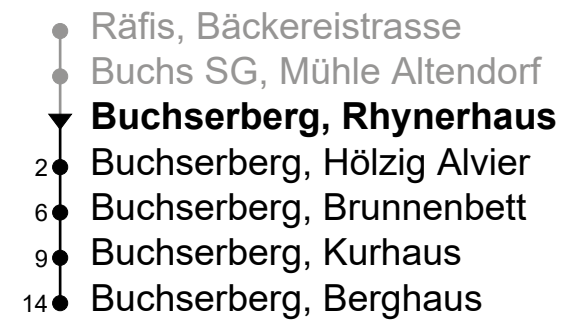 Räfis, Bäckereistrasse
Buchs SG, Mühle Altendorf
Buchserberg, Rhynerhaus
2 Buchserberg, Hölzig Alvier
6 Buchserberg, Brunnenbett
9 Buchserberg, Kurhaus
14 Buchserberg, Berghaus